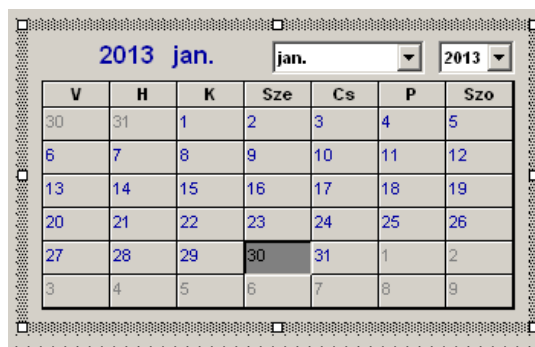 2013 jan. jan. 2013
V H K Sze Cs P Szo
30 31 1 2 3 4 5
6 7 8 9 10 11 12
13 14 15 16 17 18 19
20 21 22 23 24 25 26
27 28 29 30 31 1 2
3 4 5 6 7 8 9